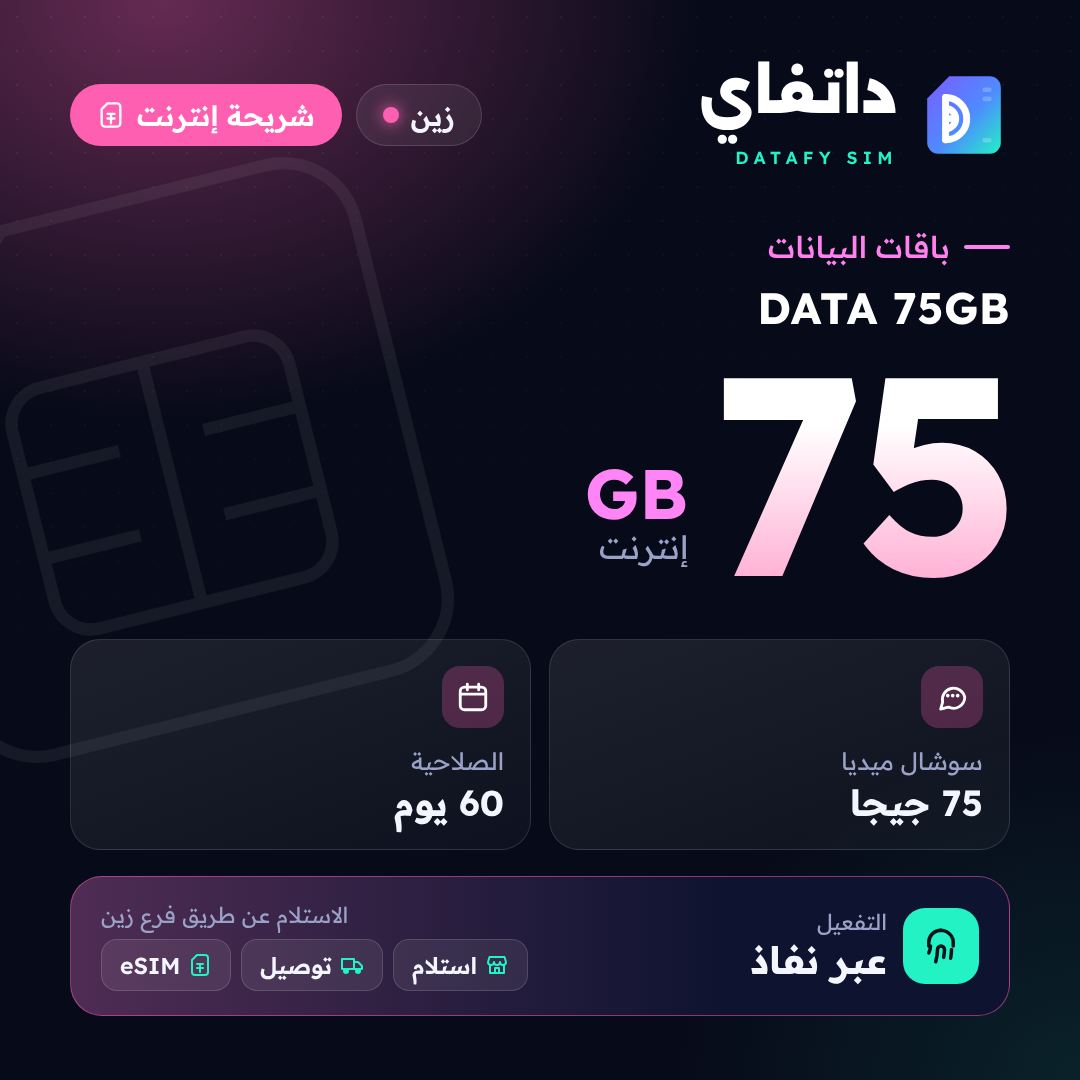 داتفاي
DATAFY SIM
زين
شريحة إنترنت
باقات البيانات
DATA 75GB
75
GB
إنترنت
سوشال ميديا
75 جيجا
الصلاحية
60 يوم
التفعيل
عبر نفاذ
الاستلام عن طريق فرع زين
استلام
توصيل
eSIM